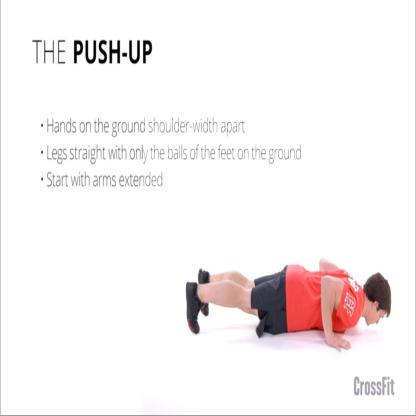 THE PUSH-UP
• Hands on the ground shoulder-width apart
• Legs straight with only the balls of the feet on the ground
• Start with arms extended
CrossFit